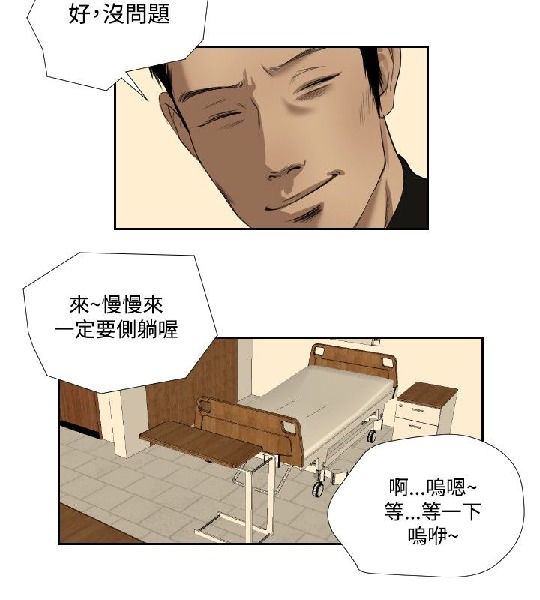 好，沒問題
來~慢慢來
一定要側躺喔
啊...嗚嗯~
等...等一下
嗚咿~